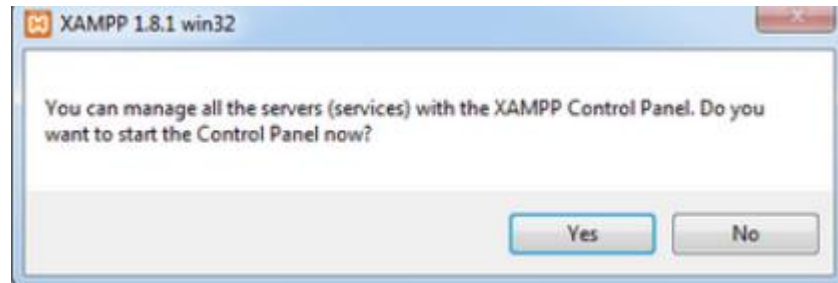 XAMPP 1.8.1 win32
You can manage all the servers (services) with the XAMPP Control Panel. Do you
want to start the Control Panel now?
Yes No